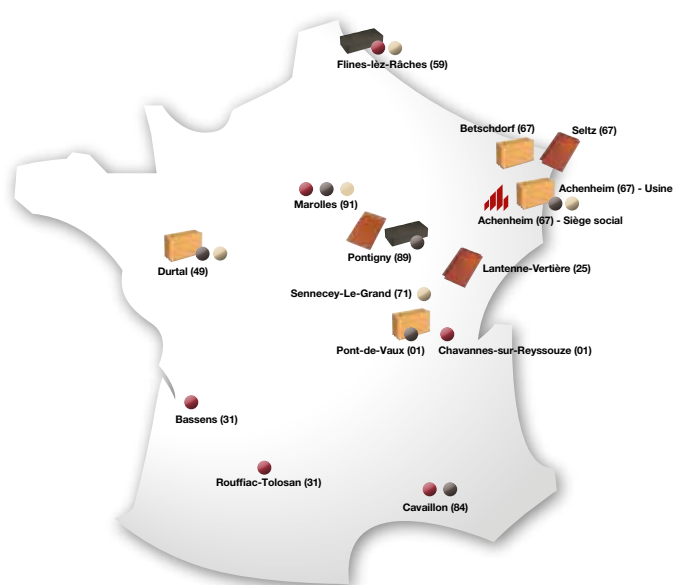 Flines-lez-Râches (59)
Betschdorf (67)
Seltz (67)
Achenheim (67) - Usine
Achenheim (67) - Siège social
Marolles (91)
Pontigny (89)
Durtal (49)
Lantenne-Vertière (25)
Sennecey-Le-Grand (71)
Pont-de-Vaux (01)
Chavannes-sur-Reyssouze (01)
Bassens (31)
Rouffiac-Tolosan (31)
Cavaillon (84)